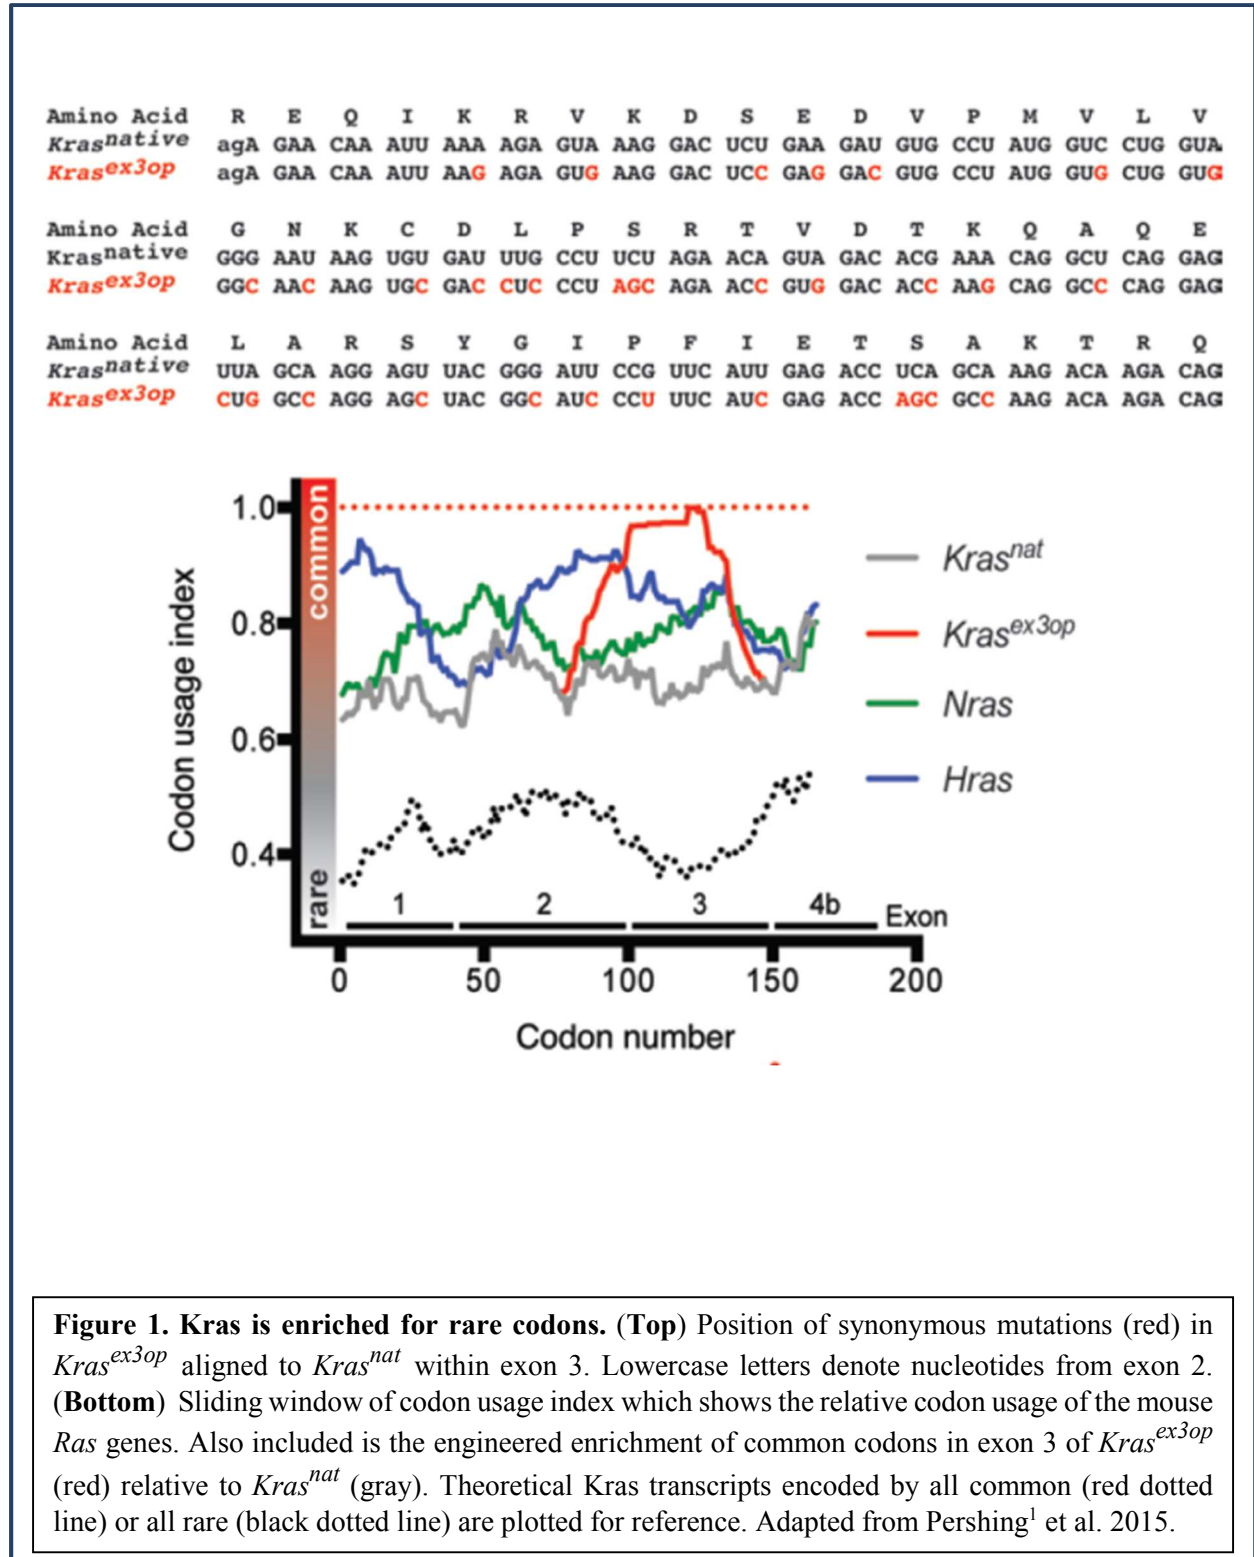 Amino Acid R E Q I K R V K D S E D V P M V L V
Krasnative agA GAA CAA AUU AAA AGA GUA AAG GAC UCU GAA GAU GUG CCU AUG GUC CUG GUA
Krasex3op agA GAA CAA AUU AAG AGA GUG AAG GAC UCC GAG GAC GUG CCU AUG GUG CUG GUG
Amino Acid G N K C D L P S R T V D T K Q A Q E
Krasnative GGG AAU AAG UGU GAU UUG CCU UCU AGA ACA GUA GAC ACG AAA CAG GCU CAG GAG
Krasex3op GGC AAC AAG UGC GAC CUC CCU AGC AGA ACC GUG GAC ACC AAG CAG GCC CAG GAG
Amino Acid L A R S Y G I P F I E T S A K T R Q
Krasnative UUA GCA AGG AGU UAC GGG AUU CCG UUC AUU GAG ACC UCA GCA AAG ACA AGA CAG
Krasex3op CUG GCC AGG AGC UAC GGC AUC CCU UUC AUC GAG ACC AGC GCC AAG ACA AGA CAG
Codon usage index
common
rare
1.0
0.8
0.6
0.4
Krasnat
Krasex3op
Nras
Hras
1 2 3 4b Exon
0 50 100 150 200
Codon number
Figure 1. Kras is enriched for rare codons. (Top) Position of synonymous mutations (red) in
Krasex3op aligned to Krasnat within exon 3. Lowercase letters denote nucleotides from exon 2.
(Bottom) Sliding window of codon usage index which shows the relative codon usage of the mouse
Ras genes. Also included is the engineered enrichment of common codons in exon 3 of Krasex3op
(red) relative to Krasnat (gray). Theoretical Kras transcripts encoded by all common (red dotted
line) or all rare (black dotted line) are plotted for reference. Adapted from Pershing1 et al. 2015.